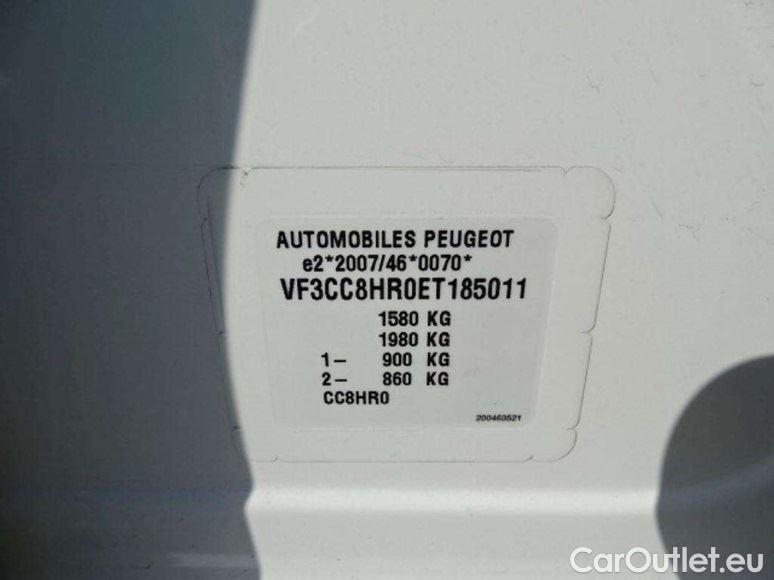 AUTOMOBILES PEUGEOT
e2*2007/46*0070*
VF3CC8HR0ET185011
1580 KG
1980 KG
1– 900 KG
2– 860 KG
CC8HR0
200463521
CarOutlet.eu